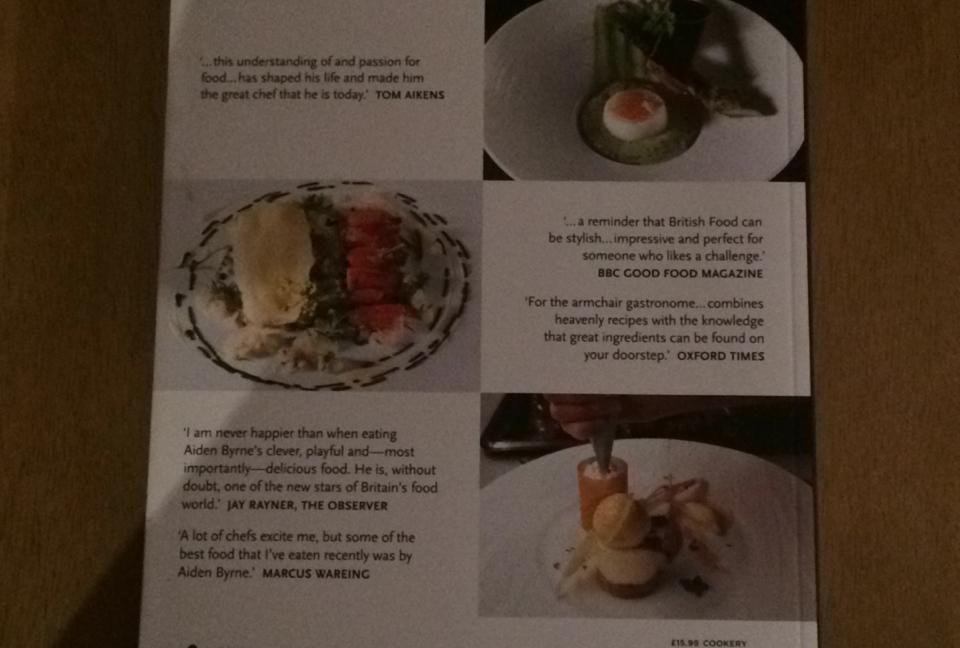 ‘...this understanding of and passion for
food...has shaped his life and made him
the great chef that he is today.’ TOM AIKENS
‘...a reminder that British Food can
be stylish...impressive and perfect for
someone who likes a challenge.’
BBC GOOD FOOD MAGAZINE
‘For the armchair gastronome...combines
heavenly recipes with the knowledge
that great ingredients can be found on
your doorstep.’ OXFORD TIMES
‘I am never happier than when eating
Aiden Byrne’s clever, playful and—most
importantly—delicious food. He is, without
doubt, one of the new stars of Britain’s food
world.’ JAY RAYNER, THE OBSERVER
‘A lot of chefs excite me, but some of the
best food that I’ve eaten recently was by
Aiden Byrne.’ MARCUS WAREING
£15.99 COOKERY